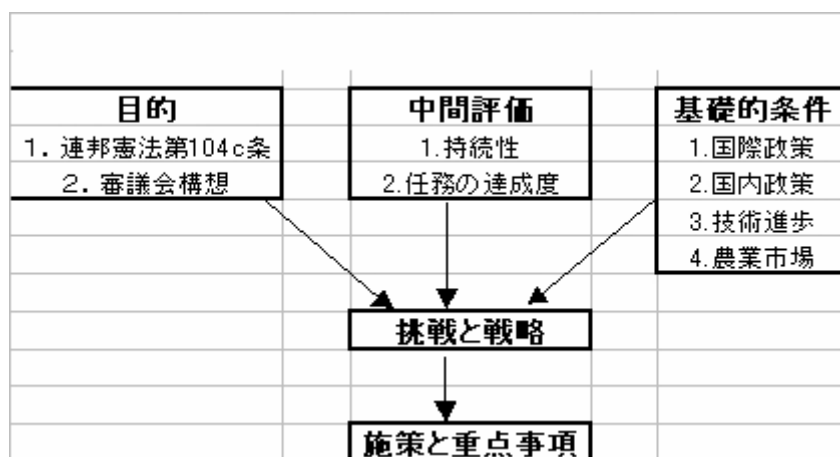 目的
1. 連邦憲法第104c条
2. 審議会構想
中間評価
1.持続性
2.任務の達成度
基礎的条件
1.国際政策
2.国内政策
3.技術進歩
4.農業市場
挑戦と戦略
施策と重点事項